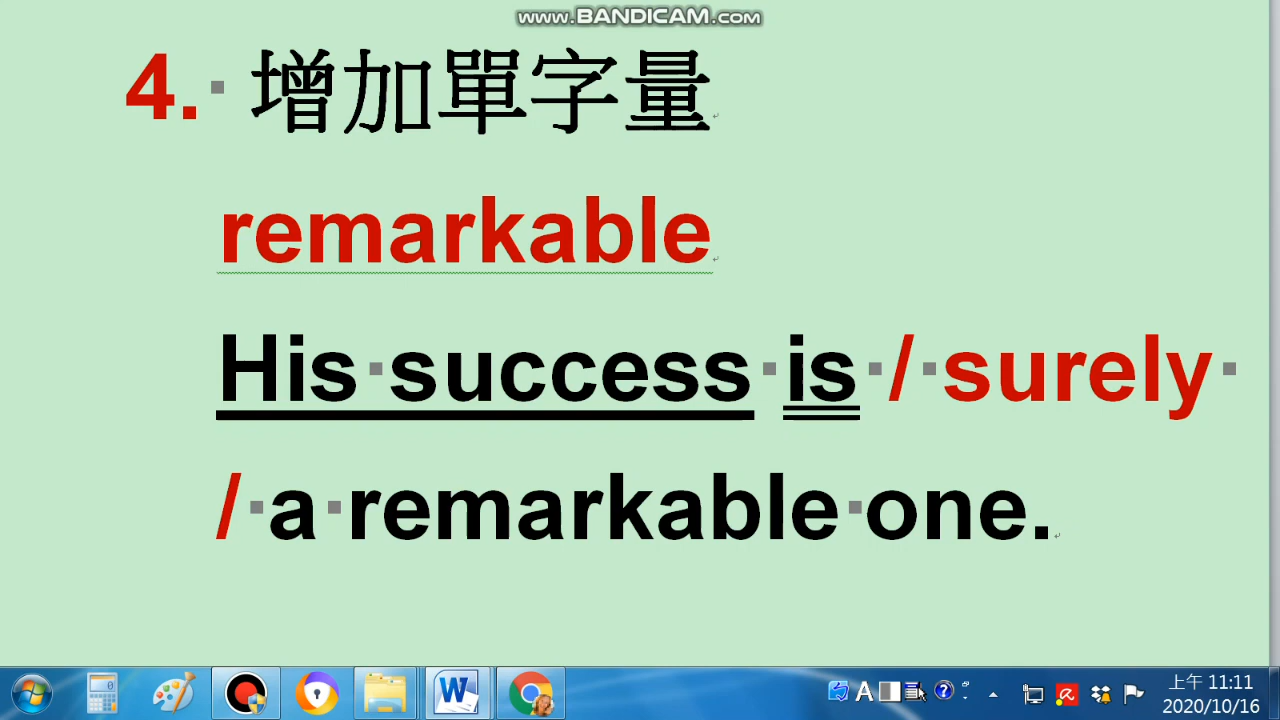 www.BANDICAM.com
4. 增加單字量
remarkable
His success is / surely
/ a remarkable one.
上午 11:11
2020/10/16